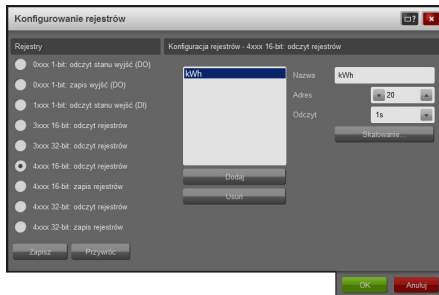 Konfigurowanie rejestrów
Rejestry
0xxx 1-bit: odczyt stanu wyjść (DO)
0xxx 1-bit: zapis wyjść (DO)
1xxx 1-bit: odczyt stanu wejść (DI)
3xxx 16-bit: odczyt rejestrów
3xxx 32-bit: odczyt rejestrów
4xxx 16-bit: odczyt rejestrów
4xxx 16-bit: zapis rejestrów
4xxx 32-bit: odczyt rejestrów
4xxx 32-bit: zapis rejestrów
Zapisz
Przywróc
Konfiguracja rejestrów - 4xxx 16-bit: odczyt rejestrów
kWh
Dodaj
Usuń
Nazwa kWh
Adres 20
Odczyt 1s
Skalowanie...
OK
Anuluj